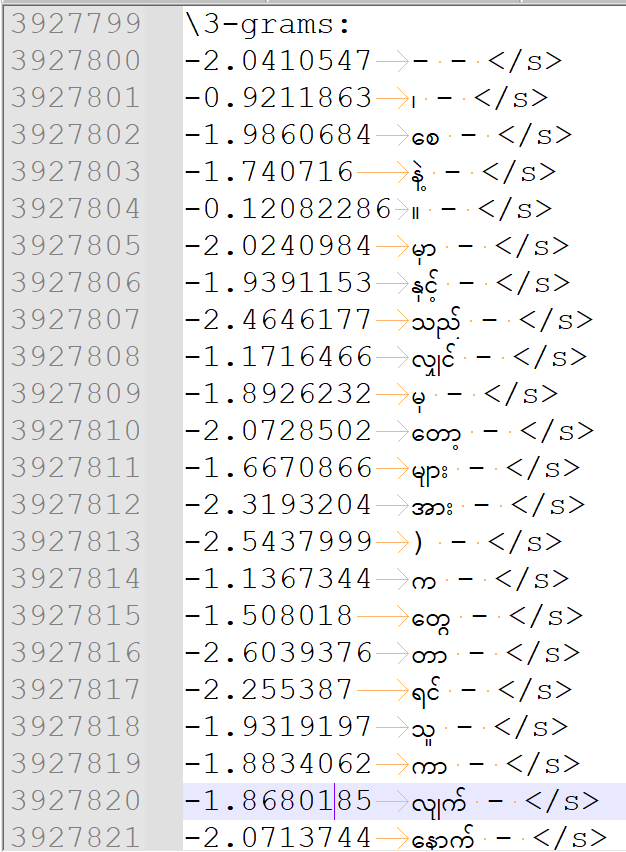 3927799 \3-grams:
3927800 -2.0410547 - - </s>
3927801 -0.9211863 ၊ - </s>
3927802 -1.9860684 စေ - </s>
3927803 -1.740716 နဲ့ - </s>
3927804 -0.12082286 ။ - </s>
3927805 -2.0240984 မှာ - </s>
3927806 -1.9391153 နှင့် - </s>
3927807 -2.4646177 သည့် - </s>
3927808 -1.1716466 လျှင် - </s>
3927809 -1.8926232 မှ - </s>
3927810 -2.0728502 တော့ - </s>
3927811 -1.6670866 များ - </s>
3927812 -2.3193204 အား - </s>
3927813 -2.5437999 ) - </s>
3927814 -1.1367344 က - </s>
3927815 -1.508018 တွေ - </s>
3927816 -2.6039376 တာ - </s>
3927817 -2.255387 ရင် - </s>
3927818 -1.9319197 သူ - </s>
3927819 -1.8834062 ကာ - </s>
3927820 -1.8680185 လျက် - </s>
3927821 -2.0713744 နောက် - </s>